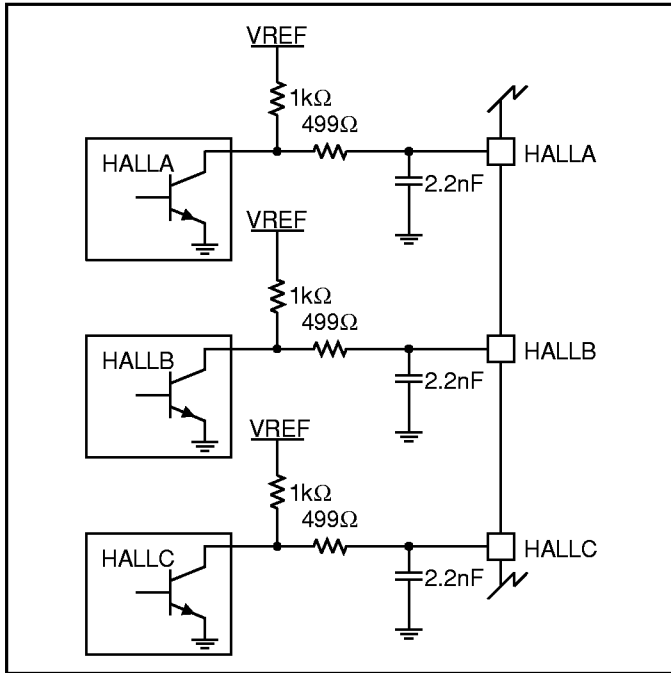 VREF
1kΩ
499Ω
HALLA
HALLA
2.2nF
VREF
1kΩ
499Ω
HALLB
HALLB
2.2nF
VREF
1kΩ
499Ω
HALLC
HALLC
2.2nF